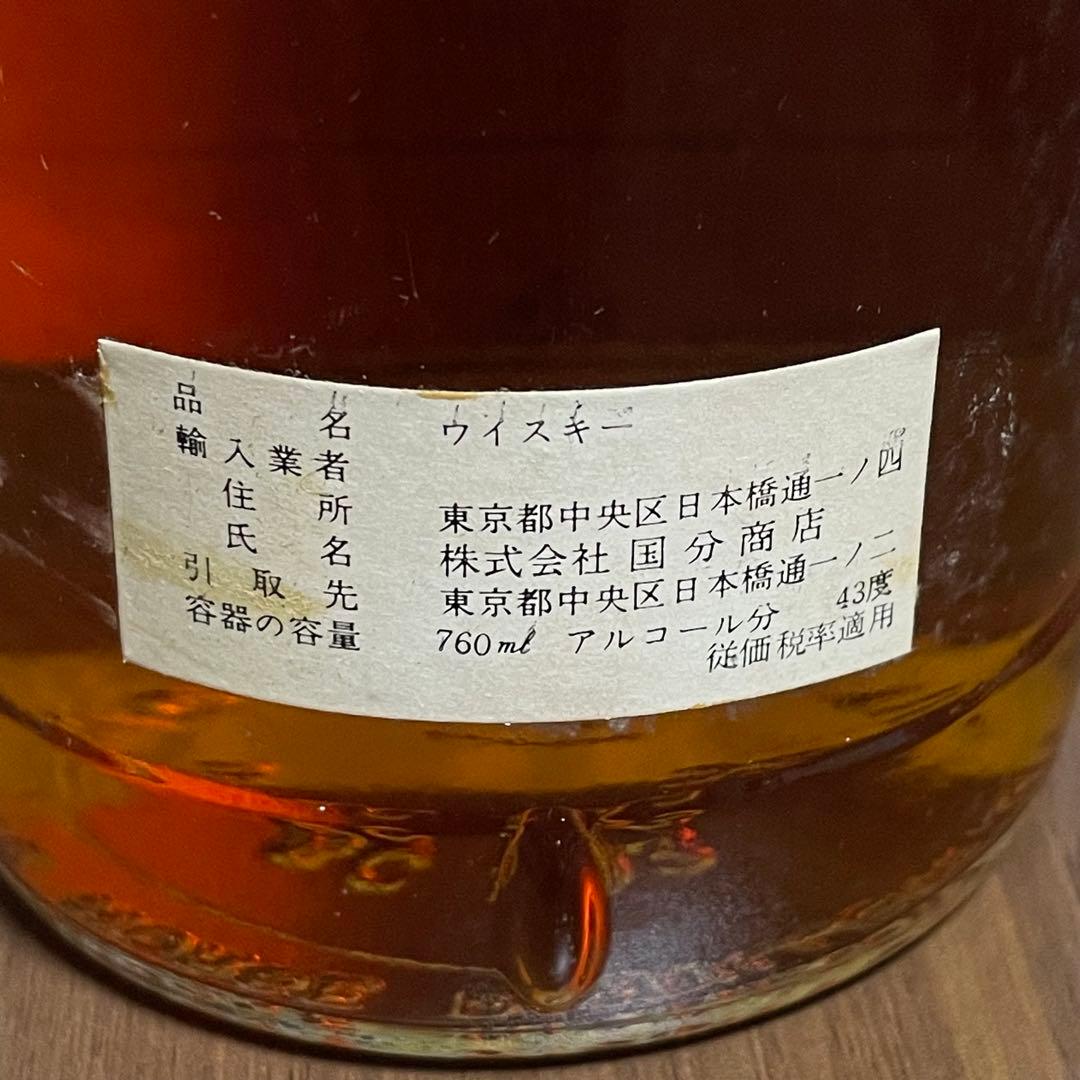 品名 ウイスキー
輸入業者
住所 東京都中央区日本橋通一ノ四
氏名 株式会社国分商店
引取先 東京都中央区日本橋通一ノ二
容器の容量 760ml アルコール分 43度
従価税率適用